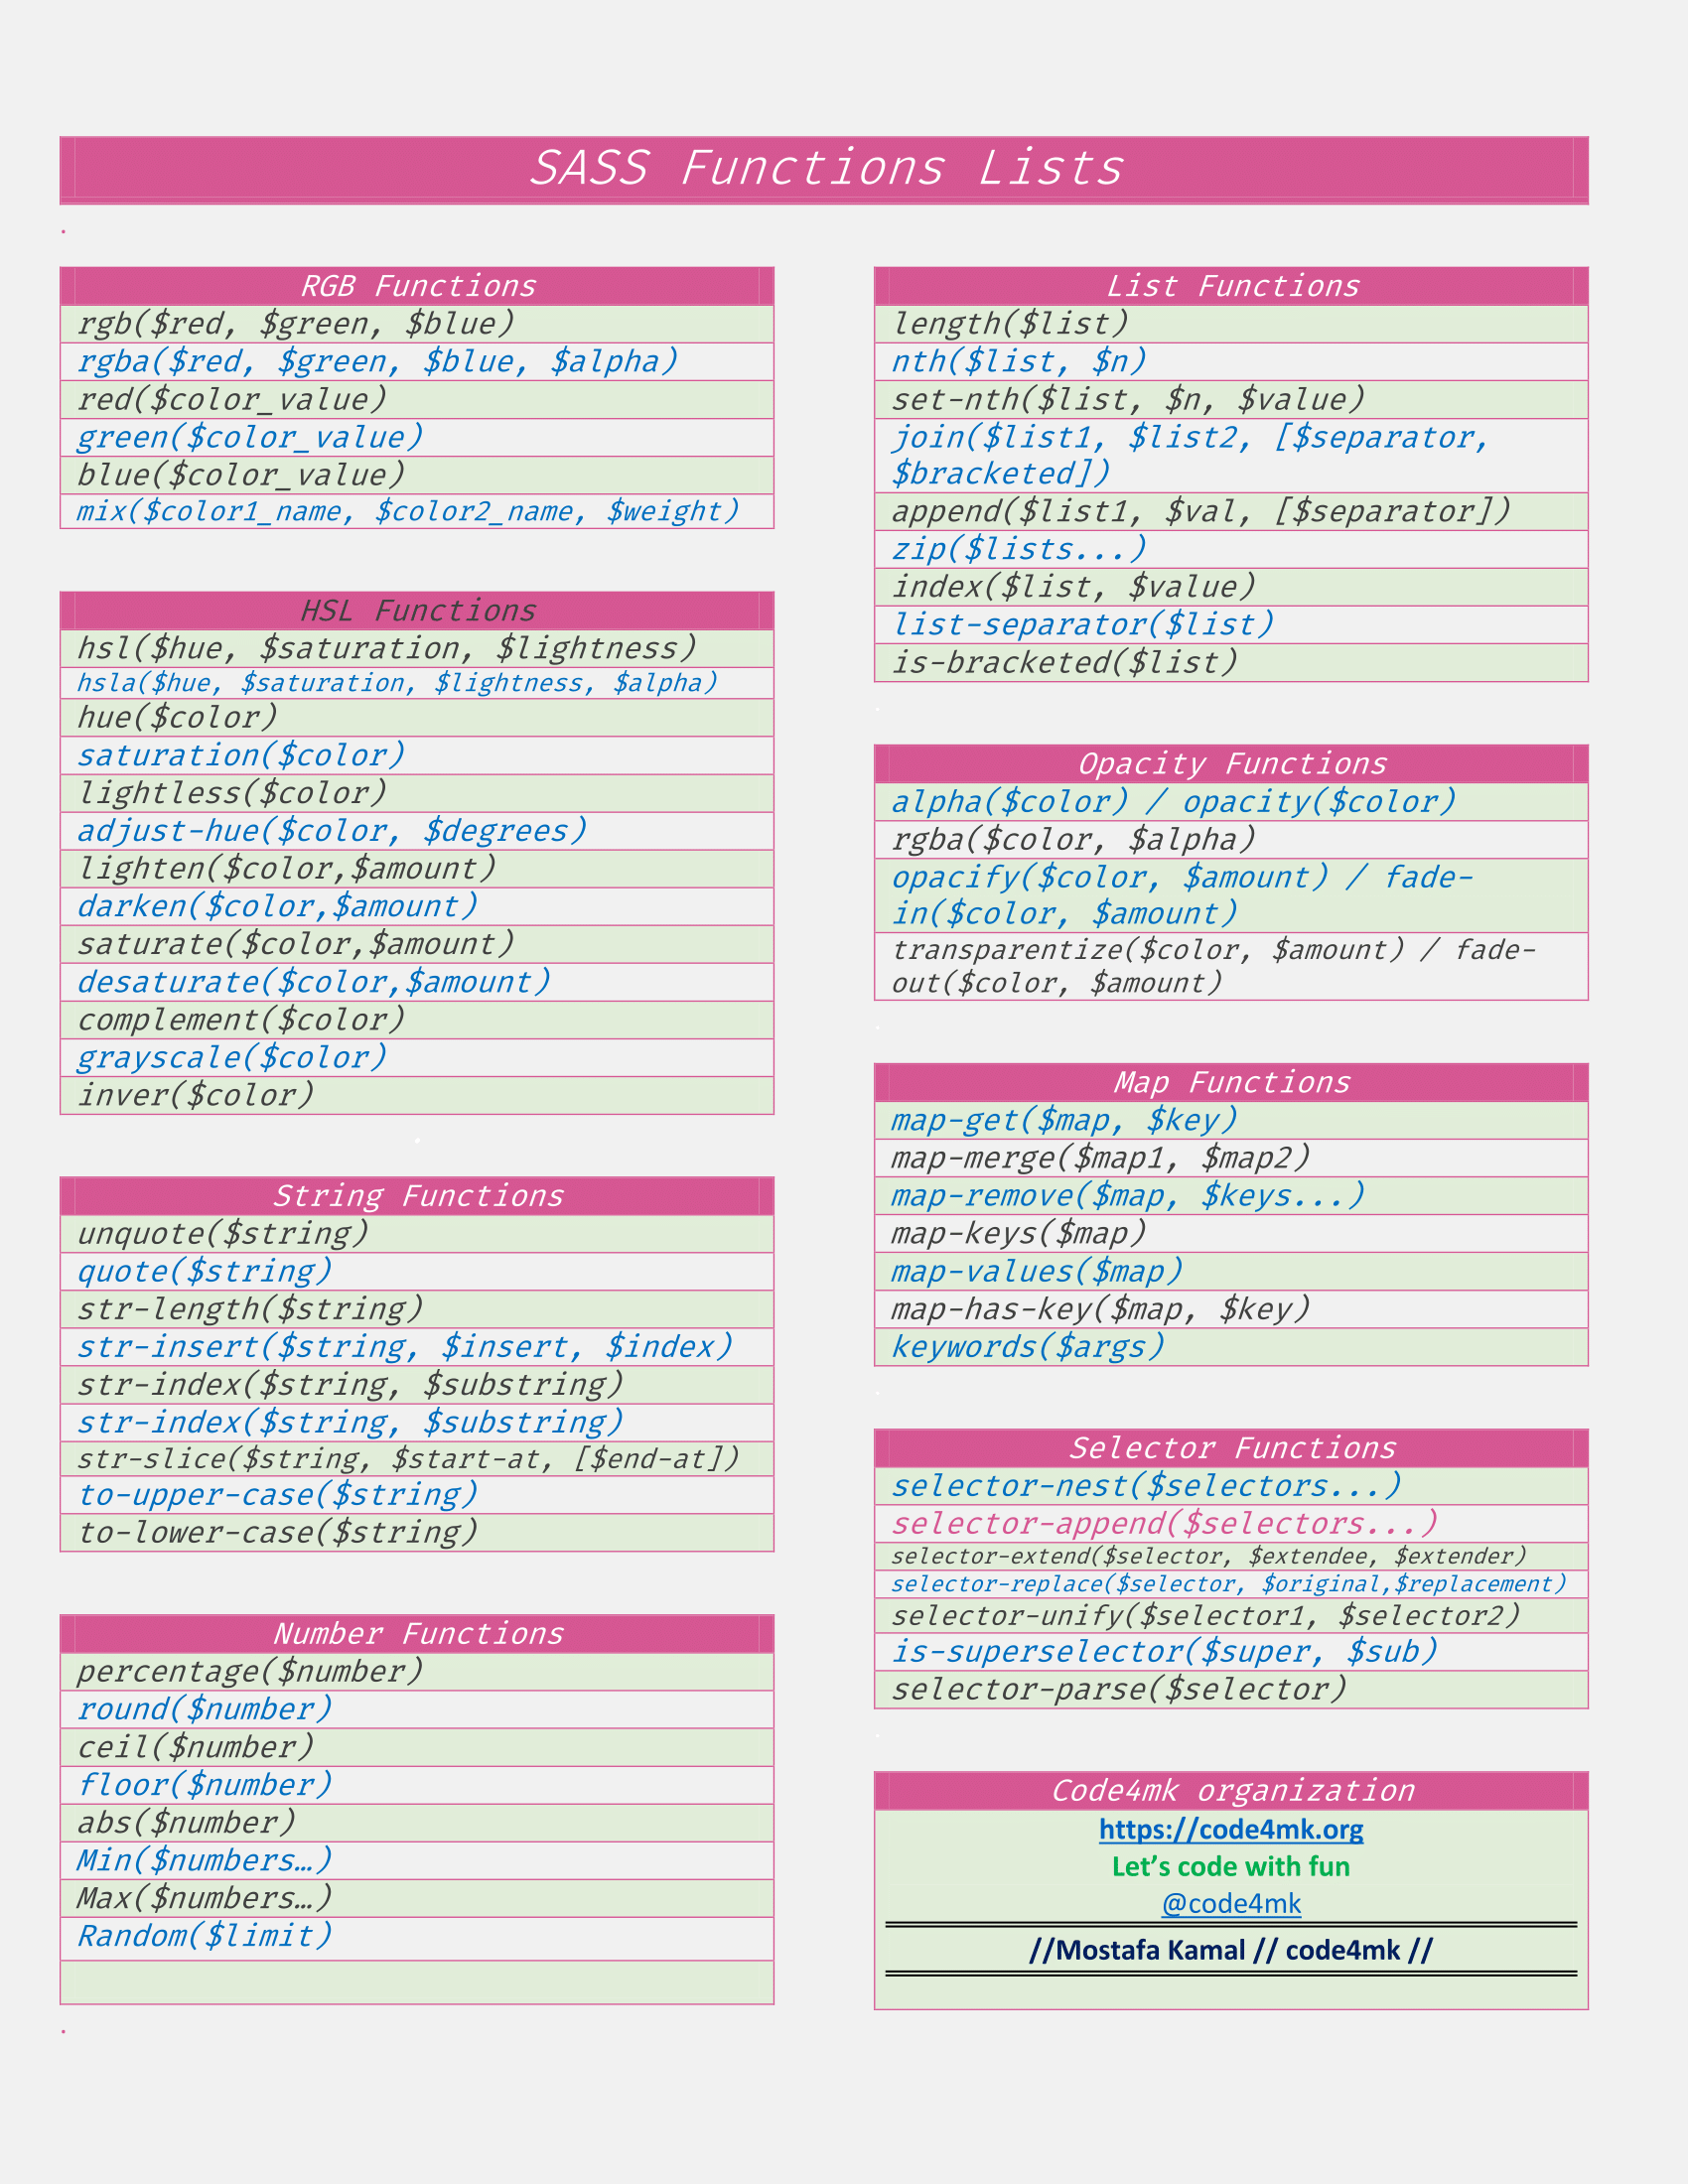 SASS Functions Lists
.
RGB Functions
rgb($red, $green, $blue)
rgba($red, $green, $blue, $alpha)
red($color_value)
green($color_value)
blue($color_value)
mix($color1_name, $color2_name, $weight)
HSL Functions
hsl($hue, $saturation, $lightness)
hsla($hue, $saturation, $lightness, $alpha)
hue($color)
saturation($color)
lightless($color)
adjust-hue($color, $degrees)
lighten($color,$amount)
darken($color,$amount)
saturate($color,$amount)
desaturate($color,$amount)
complement($color)
grayscale($color)
inver($color)
.
String Functions
unquote($string)
quote($string)
str-length($string)
str-insert($string, $insert, $index)
str-index($string, $substring)
str-index($string, $substring)
str-slice($string, $start-at, [$end-at])
to-upper-case($string)
to-lower-case($string)
Number Functions
percentage($number)
round($number)
ceil($number)
floor($number)
abs($number)
Min($numbers…)
Max($numbers…)
Random($limit)
.
List Functions
length($list)
nth($list, $n)
set-nth($list, $n, $value)
join($list1, $list2, [$separator,
$bracketed])
append($list1, $val, [$separator])
zip($lists...)
index($list, $value)
list-separator($list)
is-bracketed($list)
.
Opacity Functions
alpha($color) / opacity($color)
rgba($color, $alpha)
opacify($color, $amount) / fade-
in($color, $amount)
transparentize($color, $amount) / fade-
out($color, $amount)
.
Map Functions
map-get($map, $key)
map-merge($map1, $map2)
map-remove($map, $keys...)
map-keys($map)
map-values($map)
map-has-key($map, $key)
keywords($args)
.
Selector Functions
selector-nest($selectors...)
selector-append($selectors...)
selector-extend($selector, $extendee, $extender)
selector-replace($selector, $original,$replacement)
selector-unify($selector1, $selector2)
is-superselector($super, $sub)
selector-parse($selector)
.
Code4mk organization
https://code4mk.org
Let’s code with fun
@code4mk
//Mostafa Kamal // code4mk //